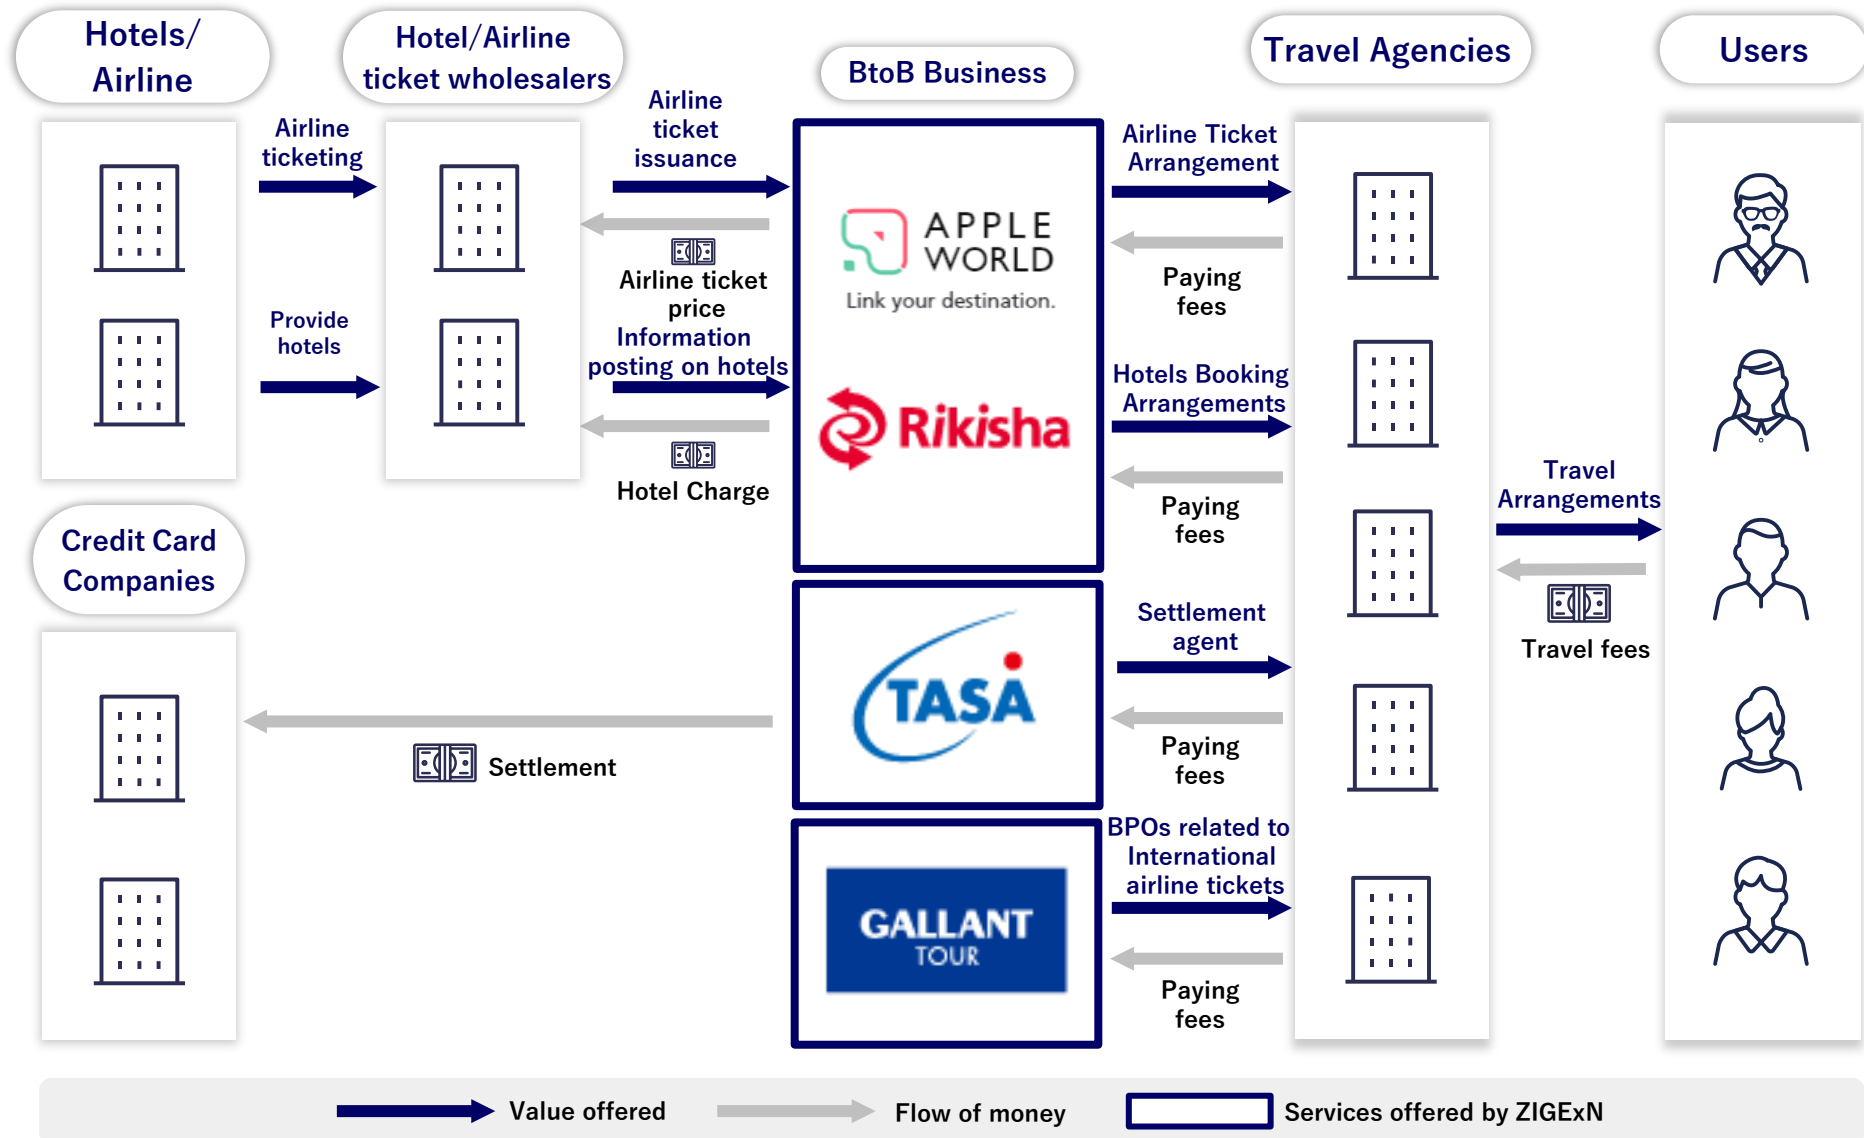 Hotels/
Airline
Hotel/Airline
ticket wholesalers
BtoB Business
Travel Agencies
Users
Airline
ticketing
Provide
hotels
Airline
ticket
issuance
Airline ticket
price
Information
posting on hotels
Hotel Charge
APPLE
WORLD
Link your destination.
Rikisha
Airline Ticket
Arrangement
Paying
fees
Hotels Booking
Arrangements
Paying
fees
Travel
Arrangements
Travel fees
Credit Card
Companies
Settlement
TASA
Settlement
agent
Paying
fees
GALLANT
TOUR
BPOs related to
International
airline tickets
Paying
fees
Value offered
Flow of money
Services offered by ZIGExN